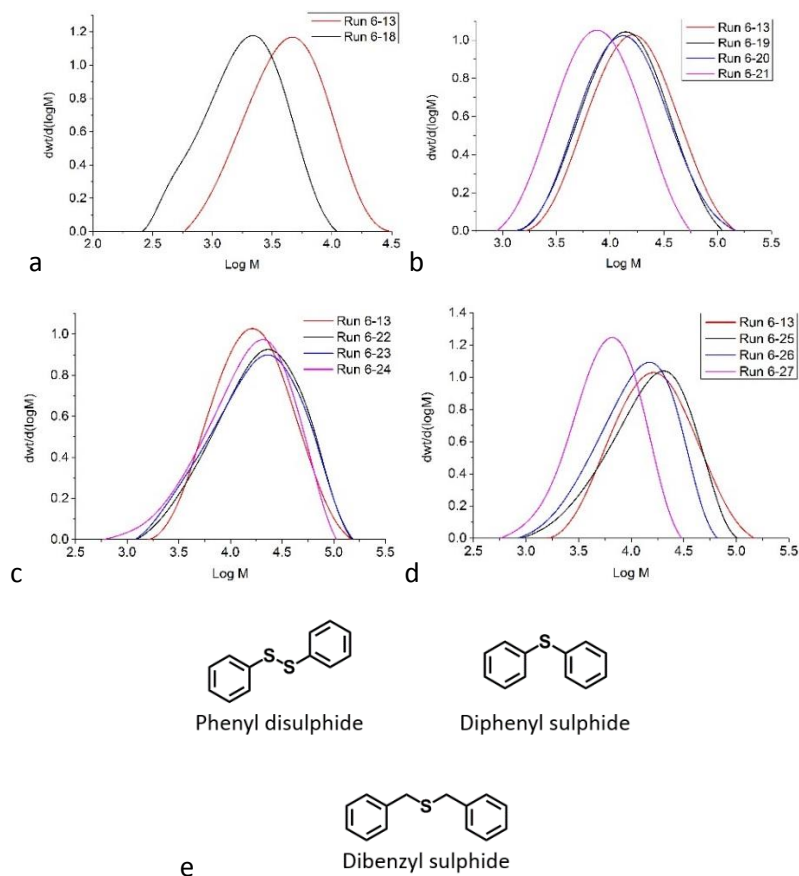 1.2
1.0
0.8
0.6
0.4
0.2
0.0
dwt/d(logM)
Run 6-13
Run 6-18
2.0 2.5 3.0 3.5 4.0 4.5
Log M
a
1.0
0.8
0.6
0.4
0.2
0.0
dwt/d(logM)
Run 6-13
Run 6-19
Run 6-20
Run 6-21
3.0 3.5 4.0 4.5 5.0 5.5
Log M
b
1.0
0.8
0.6
0.4
0.2
0.0
dwt/d(logM)
Run 6-13
Run 6-22
Run 6-23
Run 6-24
2.5 3.0 3.5 4.0 4.5 5.0 5.5
Log M
c
1.4
1.2
1.0
0.8
0.6
0.4
0.2
0.0
dwt/d(logM)
Run 6-13
Run 6-25
Run 6-26
Run 6-27
2.5 3.0 3.5 4.0 4.5 5.0 5.5
Log M
d
S
S
Phenyl disulphide
S
Diphenyl sulphide
S
Dibenzyl sulphide
e